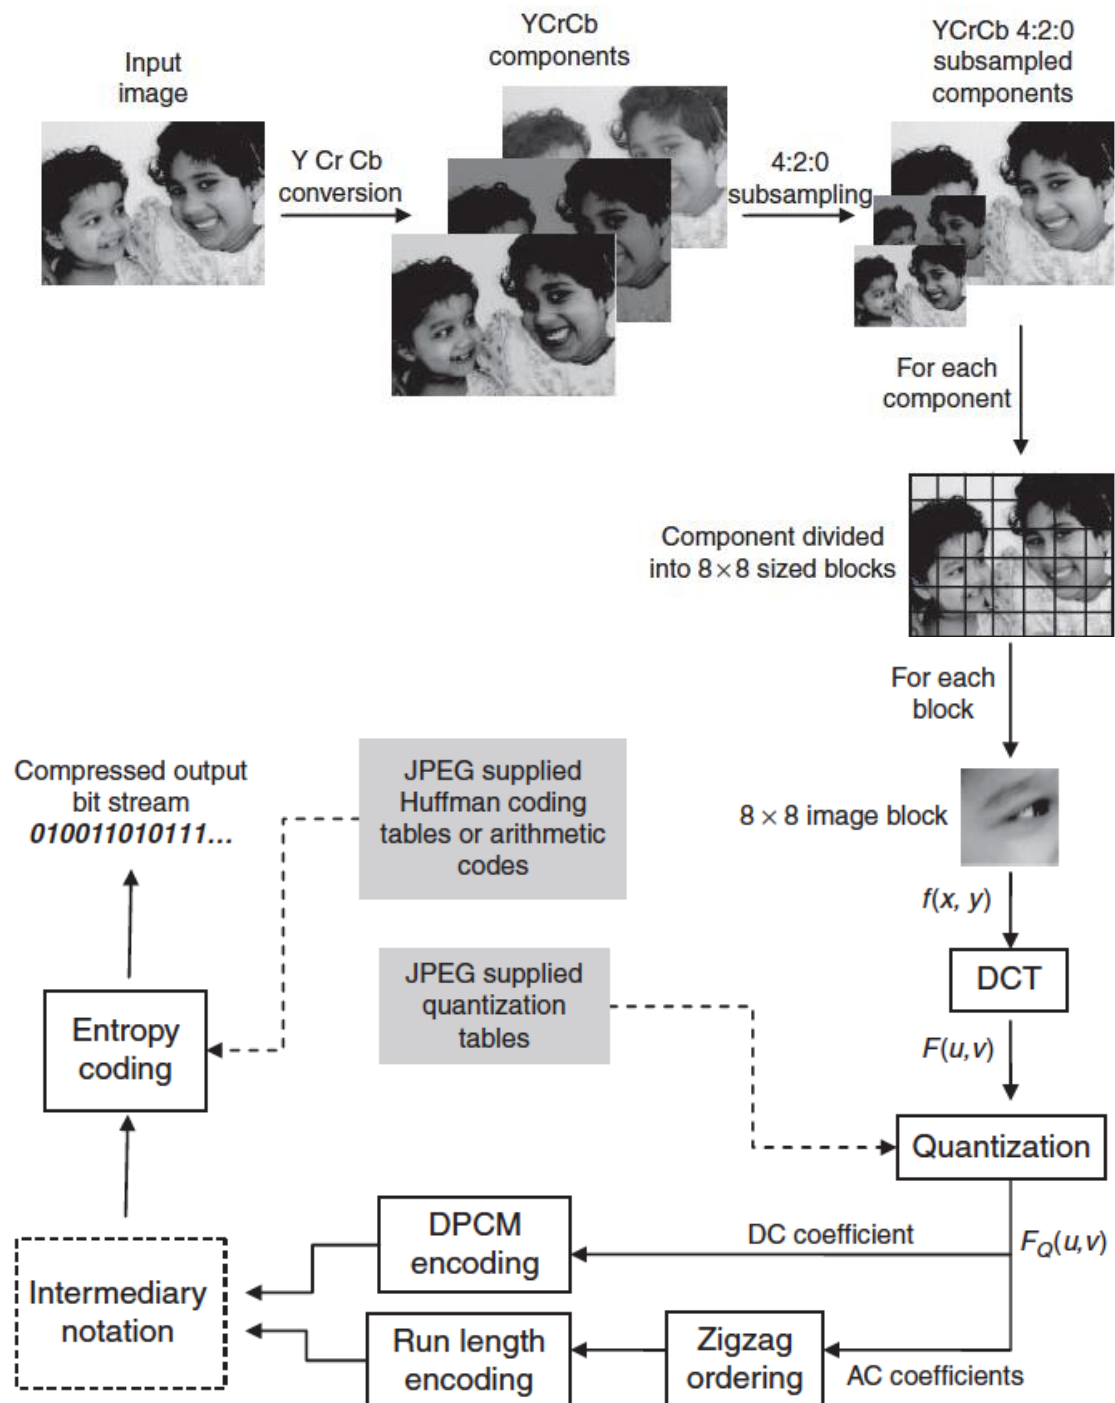 Input
image
Y Cr Cb
conversion
YCrCb
components
4:2:0
subsampling
YCrCb 4:2:0
subsampled
components
For each
component
Component divided
into 8×8 sized blocks
For each
block
8 × 8 image block
f(x, y)
DCT
F(u,v)
Quantization
JPEG supplied
quantization
tables
F_Q(u,v)
DC coefficient
DPCM
encoding
AC coefficients
Zigzag
ordering
Run length
encoding
Intermediary
notation
Entropy
coding
JPEG supplied
Huffman coding
tables or arithmetic
codes
Compressed output
bit stream
010011010111...